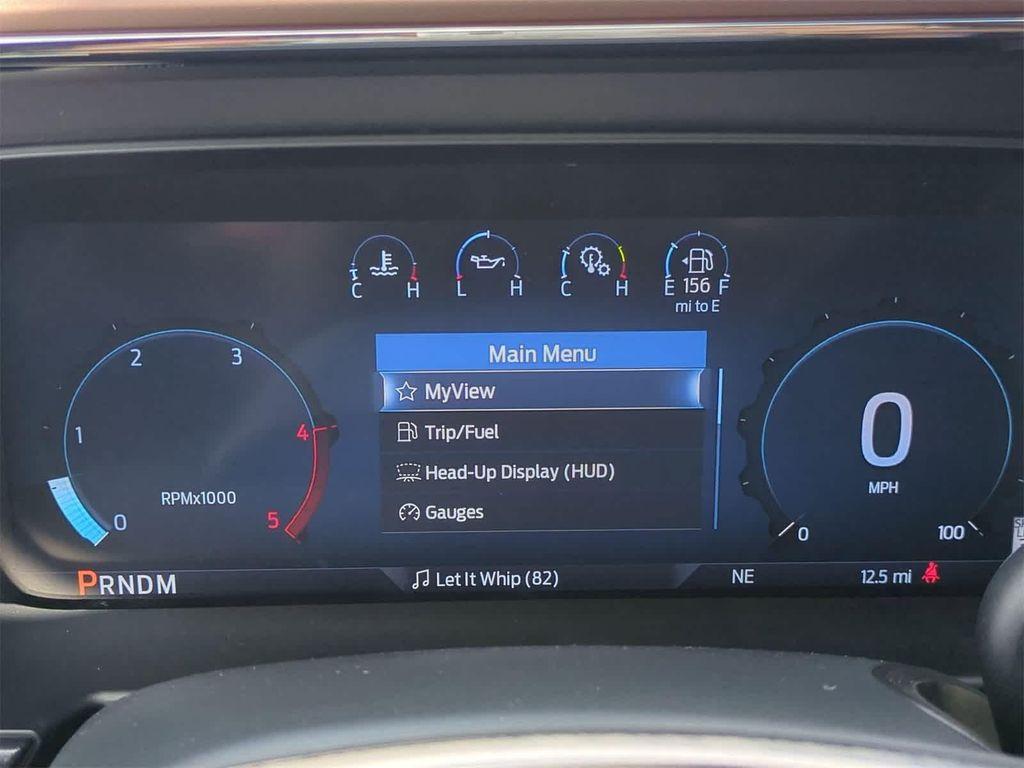 C H L H C H E 156 F
mi to E
Main Menu
MyView
Trip/Fuel
Head-Up Display (HUD)
Gauges
0 1 2 3 4 5
RPMx1000
0
MPH
0 100
PRNDM
Let It Whip (82)
NE
12.5 mi